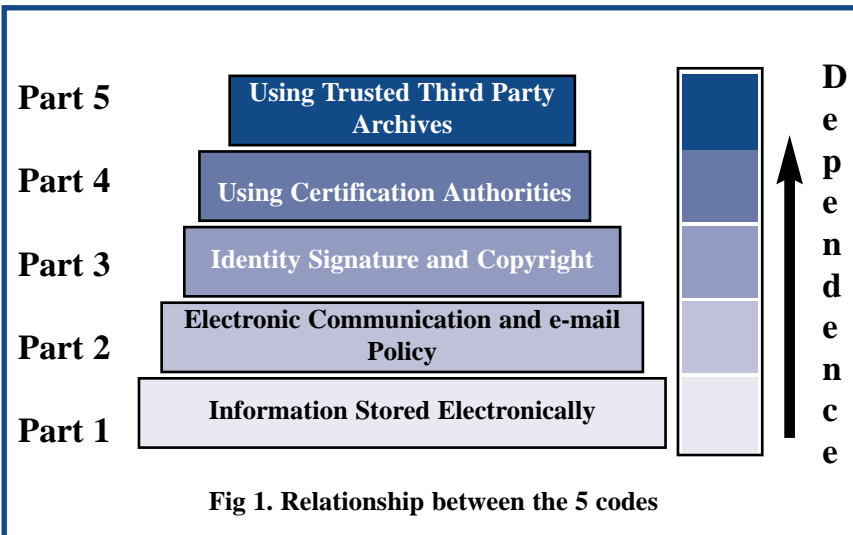 Part 5
Using Trusted Third Party
Archives
Part 4
Using Certification Authorities
Part 3
Identity Signature and Copyright
Part 2
Electronic Communication and e-mail
Policy
Part 1
Information Stored Electronically
Dependence
Fig 1. Relationship between the 5 codes